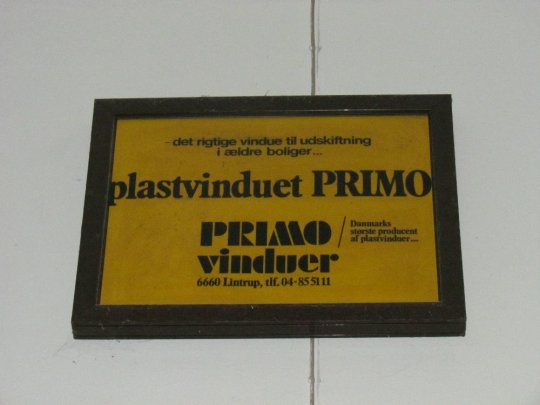 - det rigtige vindue til udskiftning
i ældre boliger...
plastvinduet PRIMO
PRIMO
vinduer
Danmarks
største producent
af plastvinduer...
6660 Lintrup, tlf. 04-85 51 11